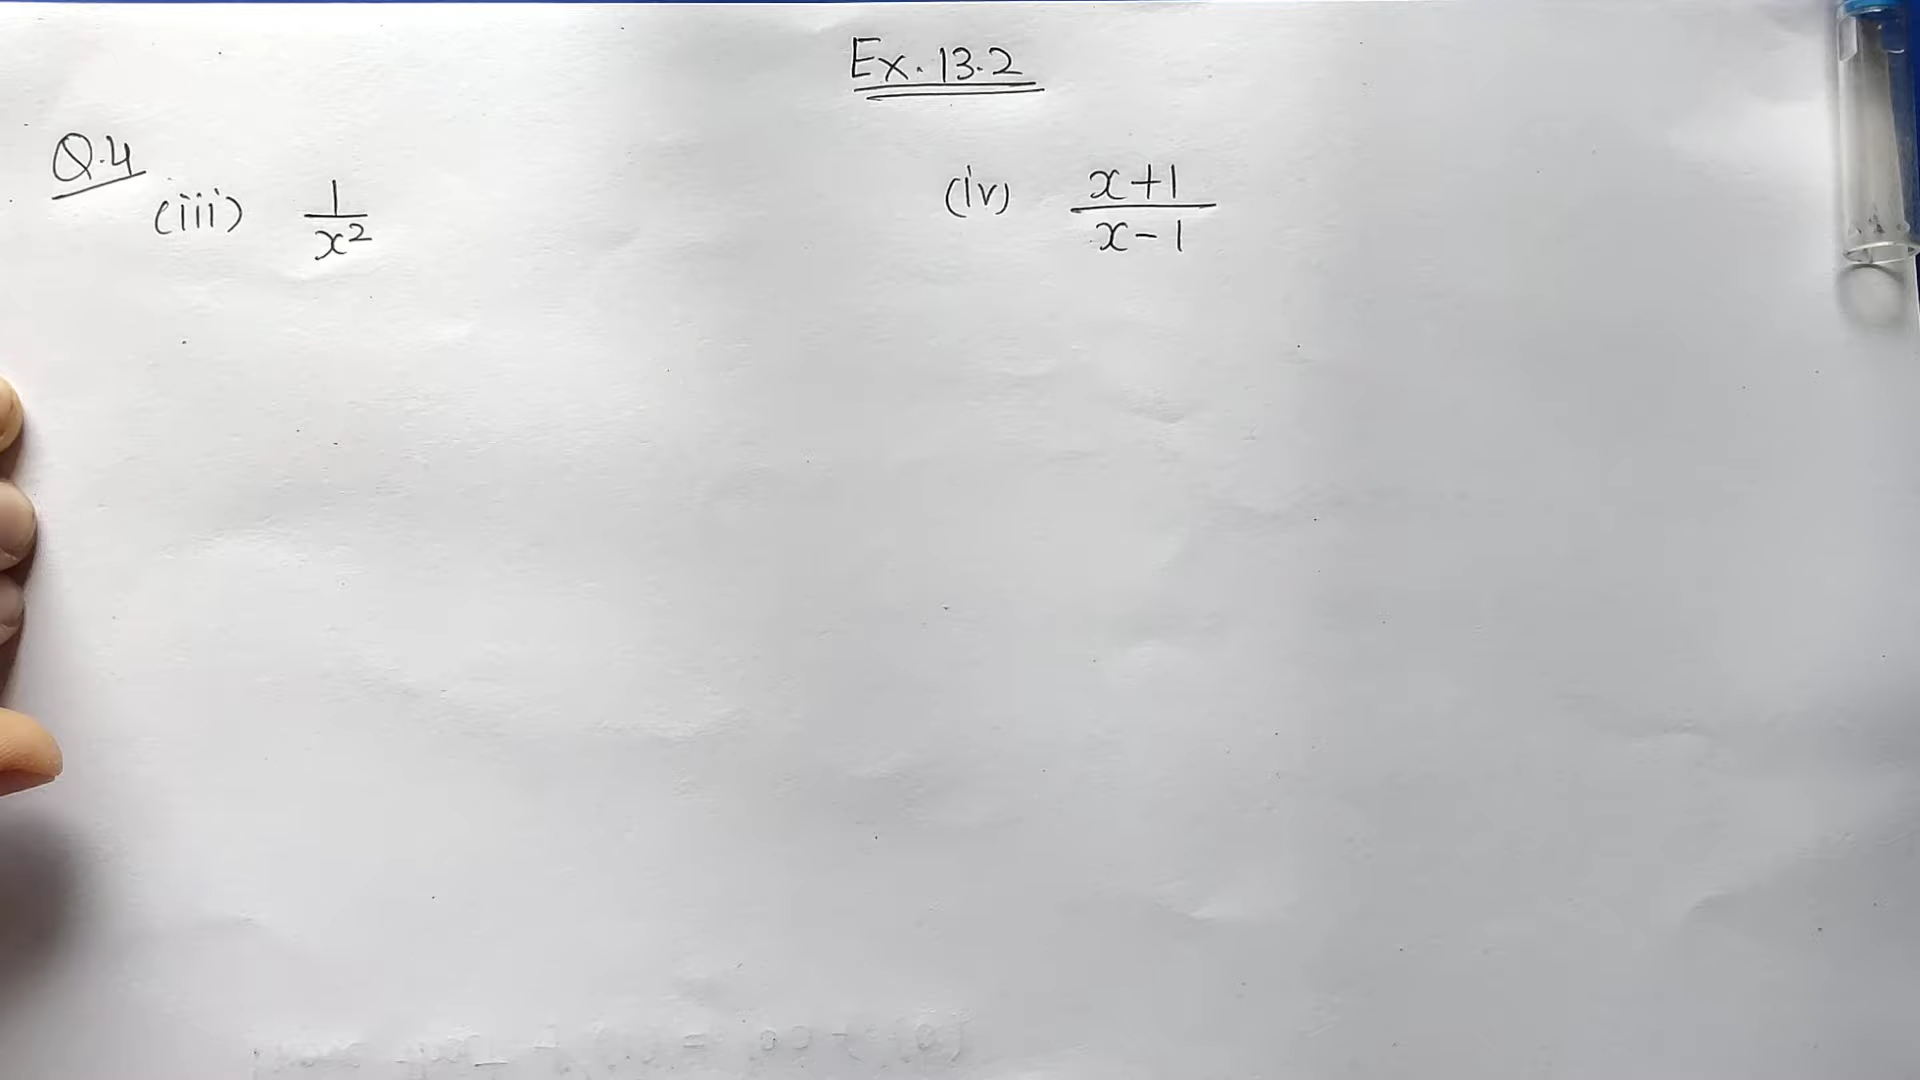 Ex. 13.2
Q.4
(iii) 1/x²
(iv) x+1/x-1